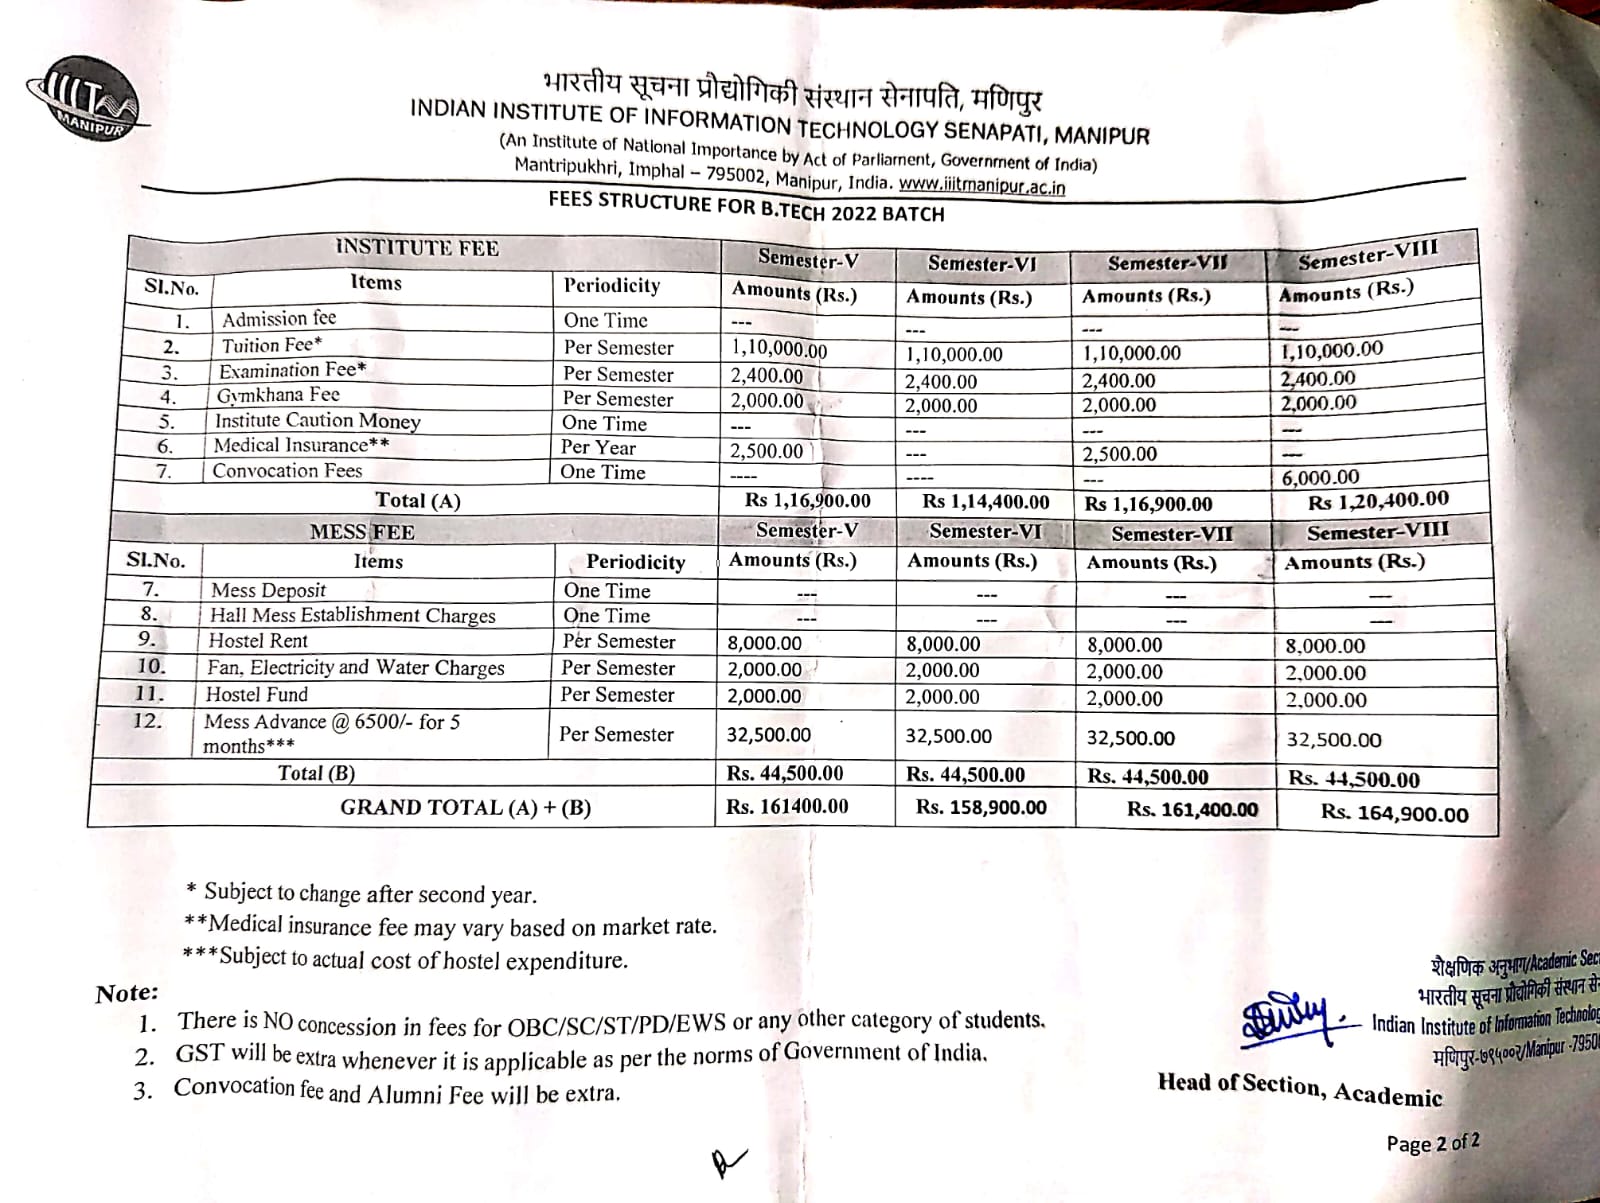 IIITM
MANIPUR
भारतीय सूचना प्रौद्योगिकी संस्थान सेनापति, मणिपुर
INDIAN INSTITUTE OF INFORMATION TECHNOLOGY SENAPATI, MANIPUR
(An Institute of National Importance by Act of Parliament, Government of India)
Mantripukhri, Imphal – 795002, Manipur, India. www.iiitmanipur.ac.in
FEES STRUCTURE FOR B.TECH 2022 BATCH
INSTITUTE FEE Semester-V Semester-VI Semester-VII Semester-VIII
Sl.No. Items Periodicity Amounts (Rs.) Amounts (Rs.) Amounts (Rs.) Amounts (Rs.)
1. Admission fee One Time --- --- --- ---
2. Tuition Fee* Per Semester 1,10,000.00 1,10,000.00 1,10,000.00 1,10,000.00
3. Examination Fee* Per Semester 2,400.00 2,400.00 2,400.00 2,400.00
4. Gymkhana Fee Per Semester 2,000.00 2,000.00 2,000.00 2,000.00
5. Institute Caution Money One Time --- --- --- ---
6. Medical Insurance** Per Year 2,500.00 --- 2,500.00 ---
7. Convocation Fees One Time ---- ---- --- 6,000.00
Total (A) Rs 1,16,900.00 Rs 1,14,400.00 Rs 1,16,900.00 Rs 1,20,400.00
MESS FEE Semester-V Semester-VI Semester-VII Semester-VIII
Sl.No. Items Periodicity Amounts (Rs.) Amounts (Rs.) Amounts (Rs.) Amounts (Rs.)
7. Mess Deposit One Time --- --- --- ---
8. Hall Mess Establishment Charges One Time --- --- --- ---
9. Hostel Rent Per Semester 8,000.00 8,000.00 8,000.00 8,000.00
10. Fan, Electricity and Water Charges Per Semester 2,000.00 2,000.00 2,000.00 2,000.00
11. Hostel Fund Per Semester 2,000.00 2,000.00 2,000.00 2,000.00
12. Mess Advance @ 6500/- for 5
months*** Per Semester 32,500.00 32,500.00 32,500.00 32,500.00
Total (B) Rs. 44,500.00 Rs. 44,500.00 Rs. 44,500.00 Rs. 44,500.00
GRAND TOTAL (A) + (B) Rs. 161400.00 Rs. 158,900.00 Rs. 161,400.00 Rs. 164,900.00
* Subject to change after second year.
**Medical insurance fee may vary based on market rate.
***Subject to actual cost of hostel expenditure.
Note:
1. There is NO concession in fees for OBC/SC/ST/PD/EWS or any other category of students.
2. GST will be extra whenever it is applicable as per the norms of Government of India.
3. Convocation fee and Alumni Fee will be extra.
शैक्षणिक अनुभाग/Academic Sec
भारतीय सूचना प्रौद्योगिकी संस्थान से
Indian Institute of Information Technolog
मणिपुर-७९५००२/Manipur -7950
Head of Section, Academic
Page 2 of 2